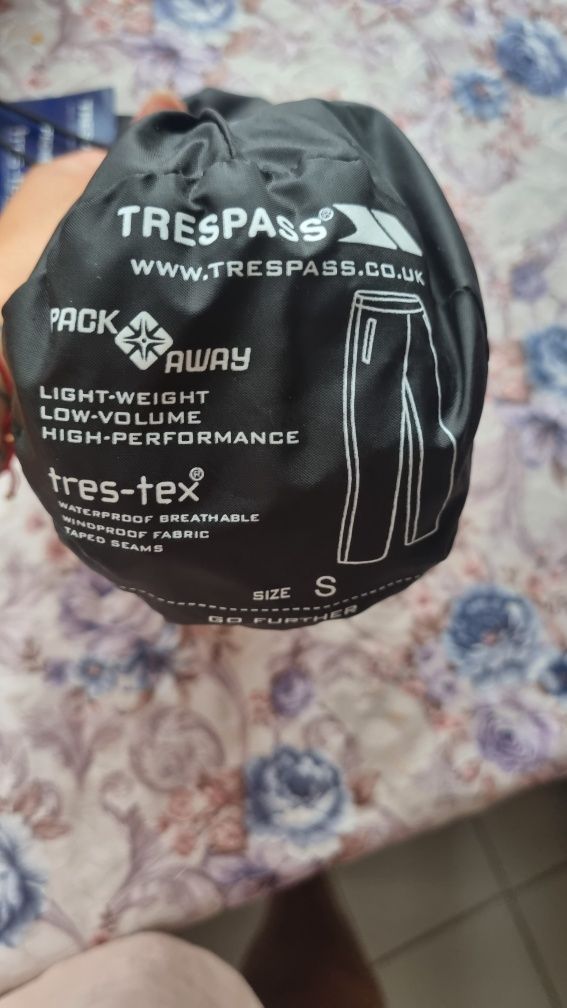 TRESPASS®
WWW.TRESPASS.CO.UK
PACK
AWAY
LIGHT-WEIGHT
LOW-VOLUME
HIGH-PERFORMANCE
tres-tex®
WATERPROOF BREATHABLE
WINDPROOF FABRIC
TAPED SEAMS
SIZE S
GO FURTHER